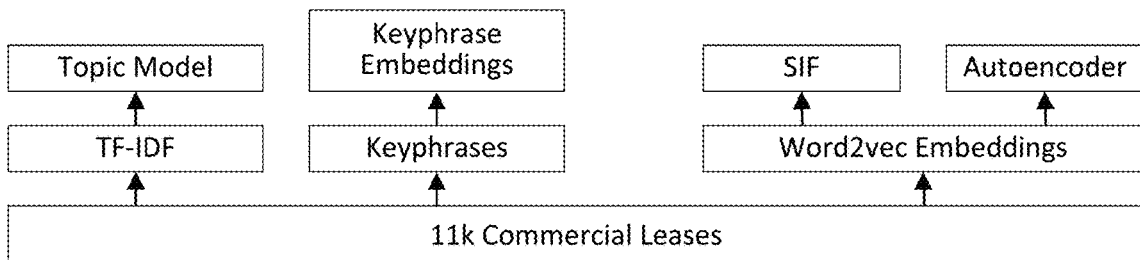 Topic Model
Keyphrase
Embeddings
SIF
Autoencoder
TF-IDF
Keyphrases
Word2vec Embeddings
11k Commercial Leases